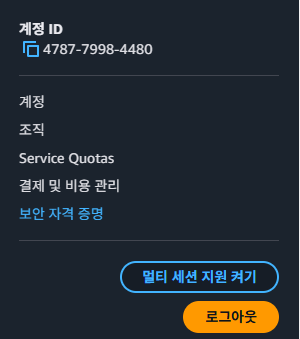 계정 ID
4787-7998-4480
계정
조직
Service Quotas
결제 및 비용 관리
보안 자격 증명
멀티 세션 지원 켜기
로그아웃